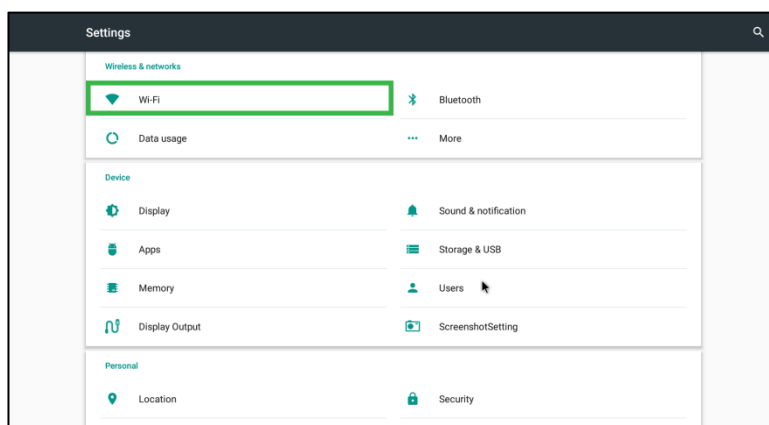 Settings
Wireless & networks
Wi-Fi
Bluetooth
Data usage
More
Device
Display
Sound & notification
Apps
Storage & USB
Memory
Users
Display Output
ScreenshotSetting
Personal
Location
Security